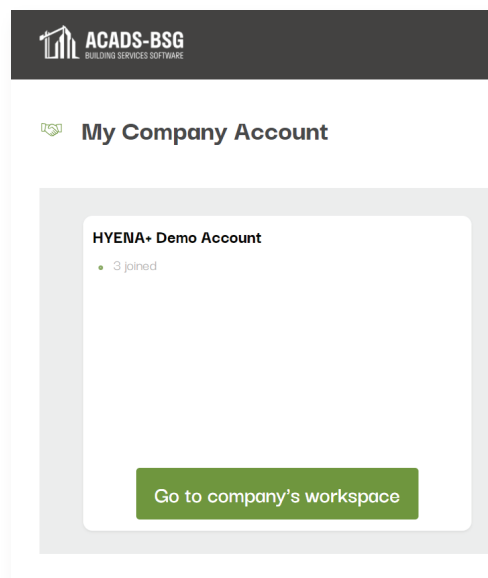 ACADS-BSG
BUILDING SERVICES SOFTWARE
My Company Account
HYENA+ Demo Account
3 joined
Go to company's workspace